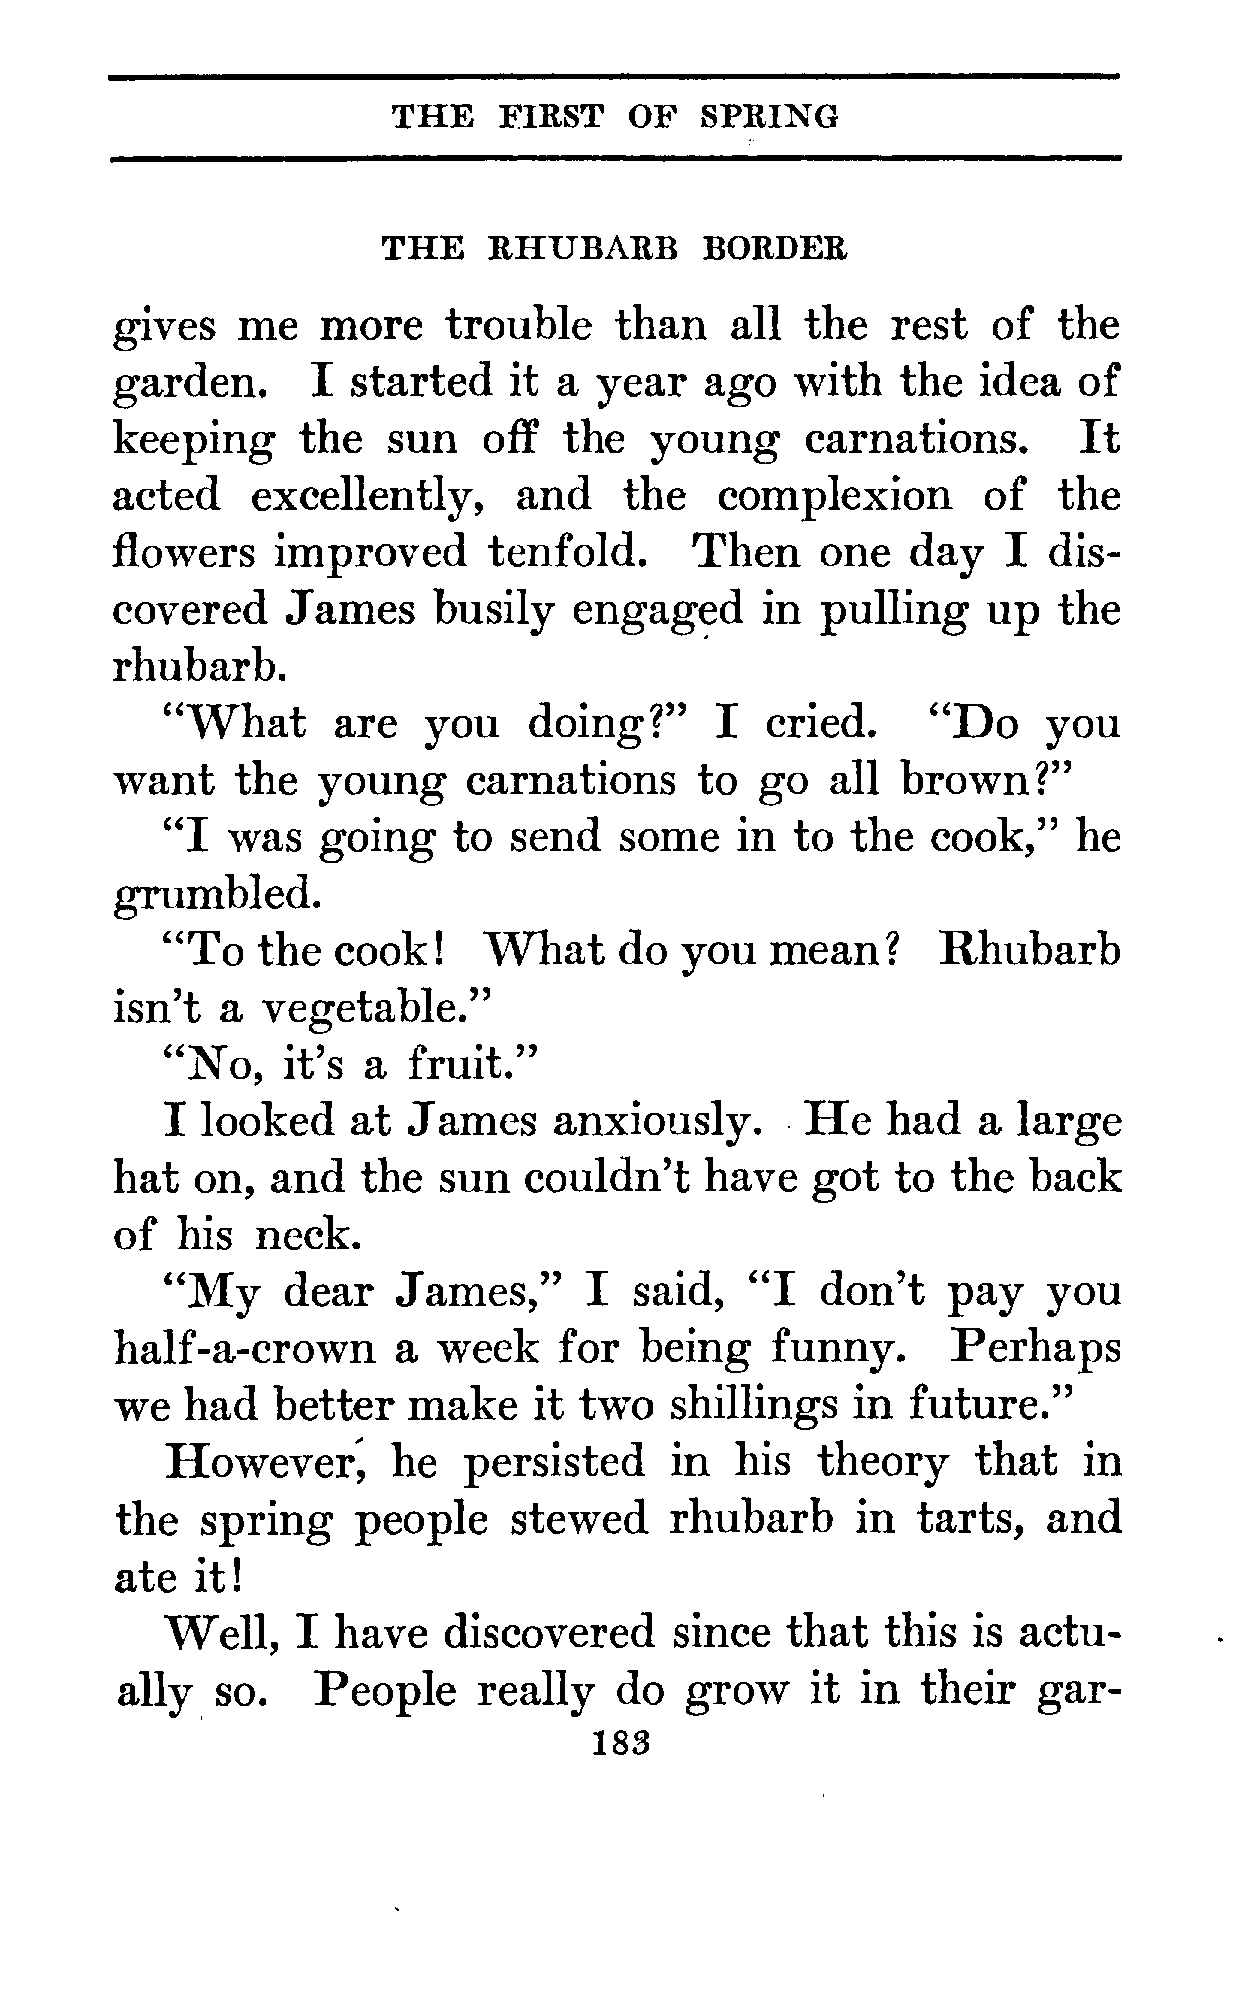 THE FIRST OF SPRING
THE RHUBARB BORDER
gives me more trouble than all the rest of the
garden. I started it a year ago with the idea of
keeping the sun off the young carnations. It
acted excellently, and the complexion of the
flowers improved tenfold. Then one day I dis-
covered James busily engaged in pulling up the
rhubarb.
“What are you doing?” I cried. “Do you
want the young carnations to go all brown?”
“I was going to send some in to the cook,” he
grumbled.
“To the cook! What do you mean? Rhubarb
isn’t a vegetable.”
“No, it’s a fruit.”
I looked at James anxiously. He had a large
hat on, and the sun couldn’t have got to the back
of his neck.
“My dear James,” I said, “I don’t pay you
half-a-crown a week for being funny. Perhaps
we had better make it two shillings in future.”
However, he persisted in his theory that in
the spring people stewed rhubarb in tarts, and
ate it!
Well, I have discovered since that this is actu-
ally so. People really do grow it in their gar-
183